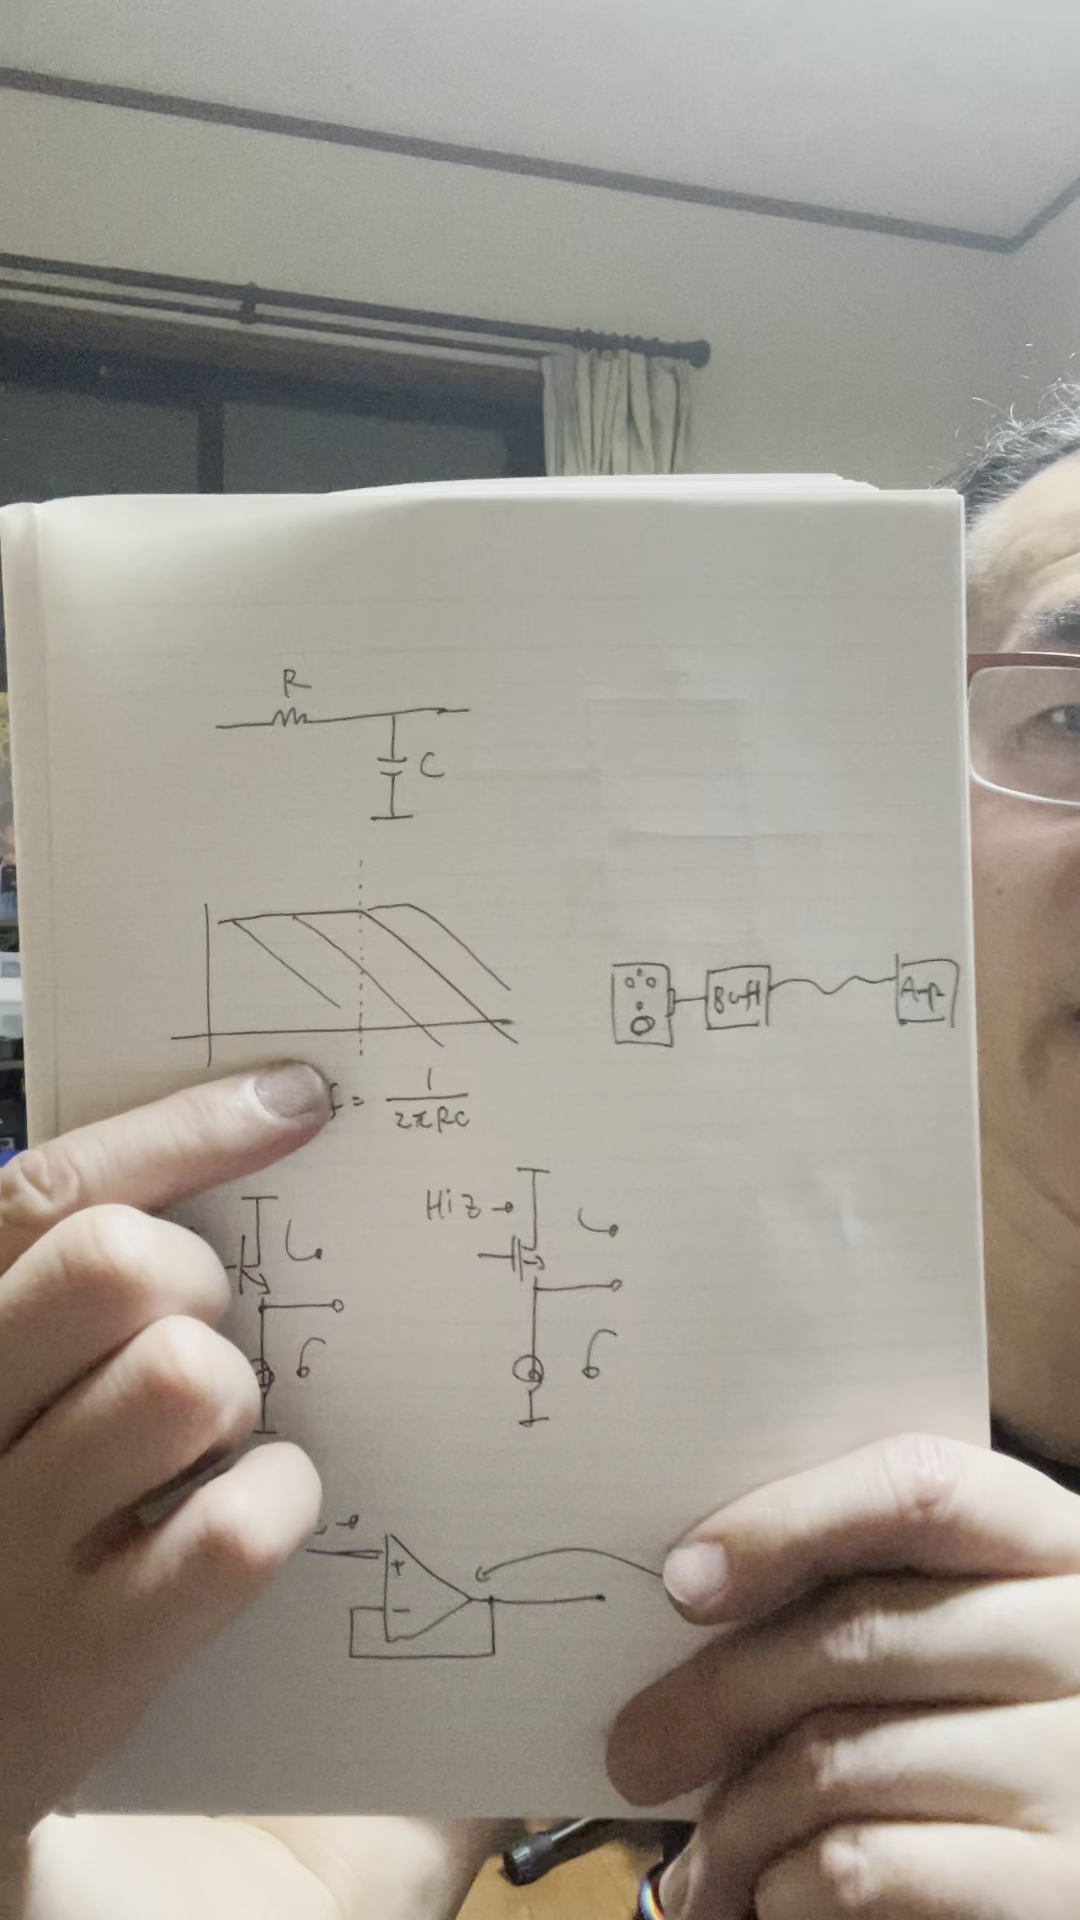 R
C
Buff
Amp
f = 1/2πRC
Hi z →
+
−